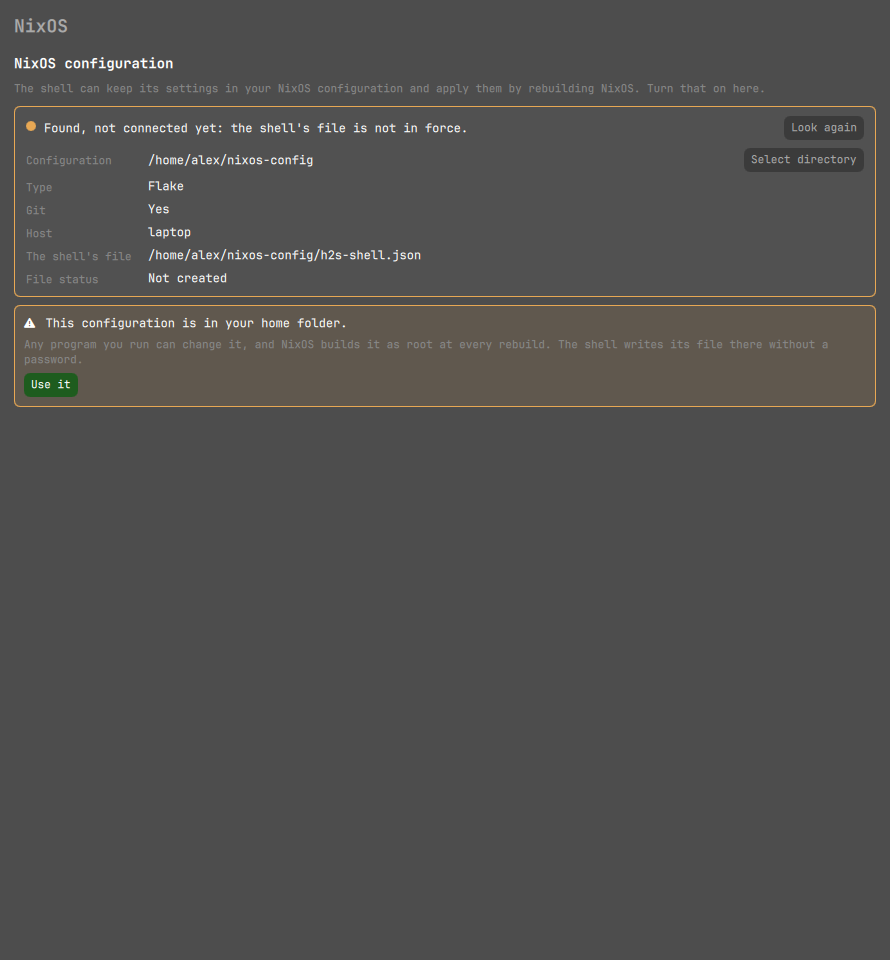 NixOS
NixOS configuration
The shell can keep its settings in your NixOS configuration and apply them by rebuilding NixOS. Turn that on here.
Found, not connected yet: the shell's file is not in force.
Look again
Configuration /home/alex/nixos-config
Select directory
Type Flake
Git Yes
Host laptop
The shell's file /home/alex/nixos-config/h2s-shell.json
File status Not created
This configuration is in your home folder.
Any program you run can change it, and NixOS builds it as root at every rebuild. The shell writes its file there without a
password.
Use it